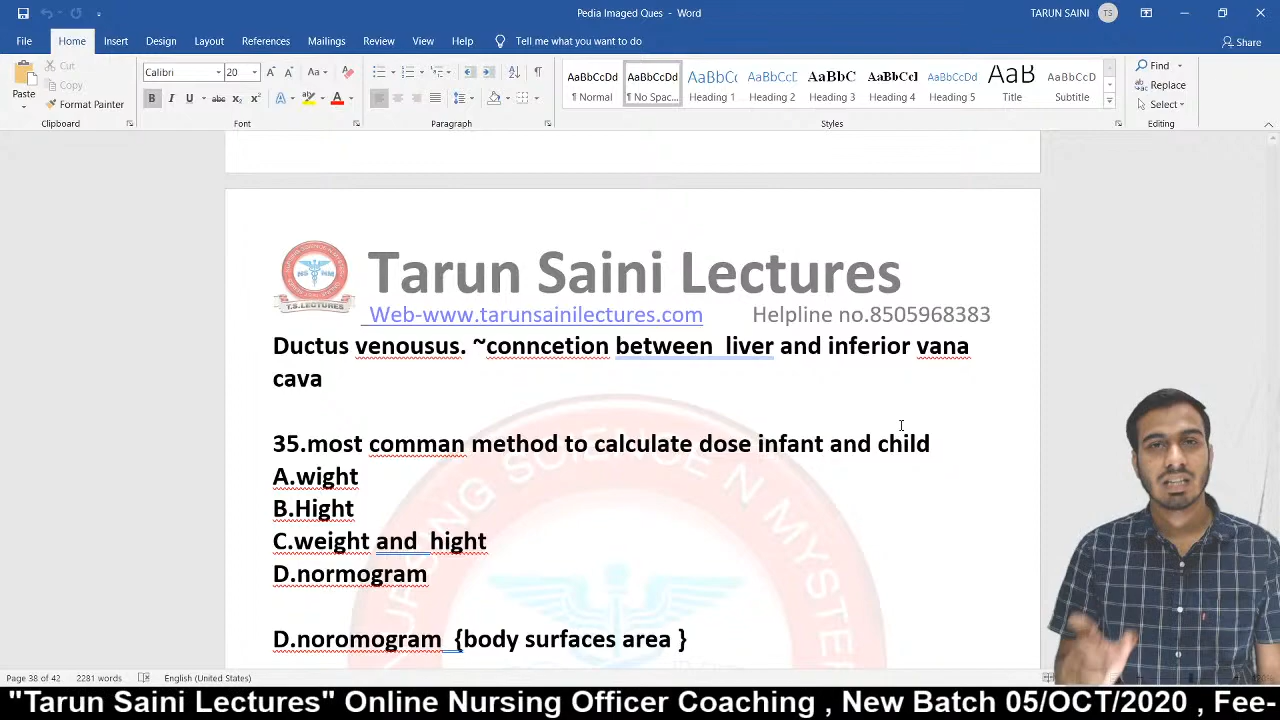 Pedia Imaged Ques - Word
TARUN SAINI TS
File Home Insert Design Layout References Mailings Review View Help Tell me what you want to do Share
Paste Cut Copy Format Painter
Calibri 20
AaBbCcDd ¶ Normal
AaBbCcDd ¶ No Spac...
AaBbCc Heading 1
AaBbCcD Heading 2
AaBbC Heading 3
AaBbCcI Heading 4
AaBbCcDd Heading 5
AaB Title
AaBbCcDd Subtitle
Find
Replace
Select
Clipboard Font Paragraph Styles Editing
T.S.LECTURES
Tarun Saini Lectures
Web-www.tarunsainilectures.com Helpline no.8505968383
Ductus venousus. ~conncetion between liver and inferior vana
cava
35.most comman method to calculate dose infant and child
A.wight
B.Hight
C.weight and hight
D.normogram
D.noromogram {body surfaces area }
Page 38 of 42 2281 words English (United States)
"Tarun Saini Lectures" Online Nursing Officer Coaching , New Batch 05/OCT/2020 , Fee-